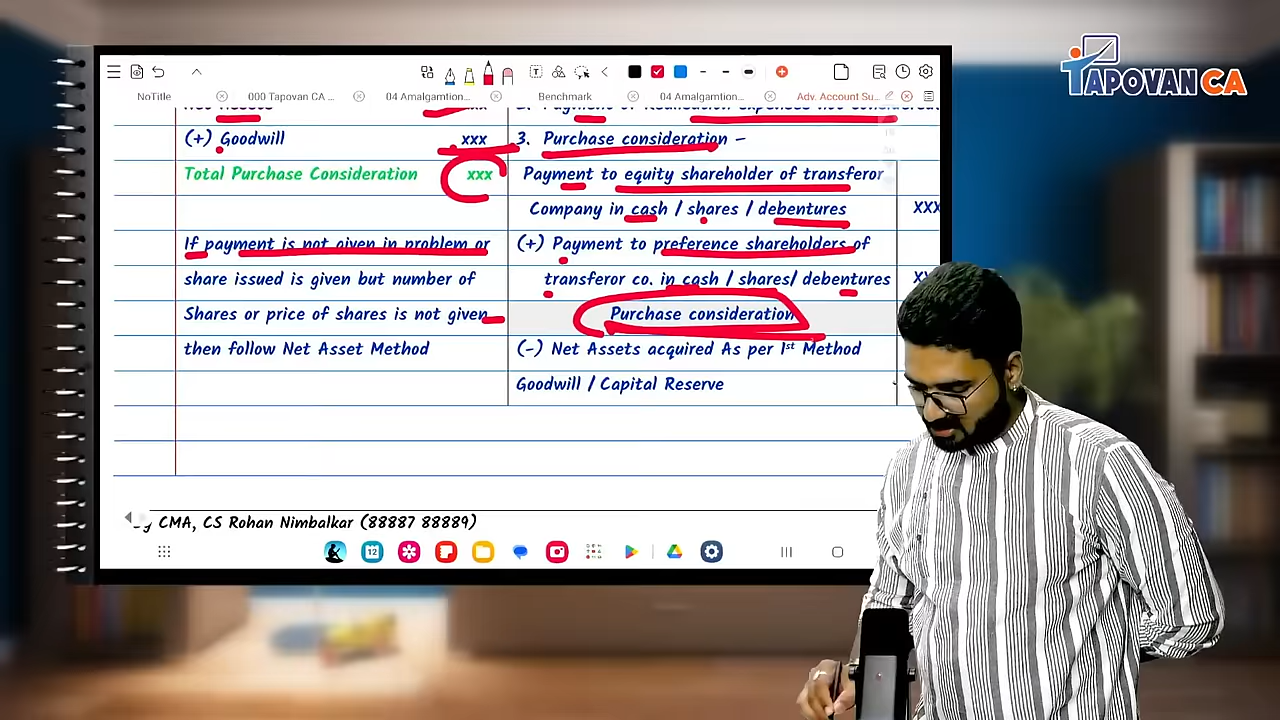 TAPOVAN CA
NoTitle
000 Tapovan CA ...
04 Amalgamtion...
Benchmark
04 Amalgamtion...
Adv. Account Su...
(+) Goodwill xxx
Total Purchase Consideration xxx
If payment is not given in problem or
share issued is given but number of
Shares or price of shares is not given
then follow Net Asset Method
3. Purchase consideration –
Payment to equity shareholder of transferor
Company in cash / shares / debentures XXX
(+) Payment to preference shareholders of
transferor co. in cash / shares/ debentures
Purchase consideration
(-) Net Assets acquired As per 1st Method
Goodwill / Capital Reserve
CMA, CS Rohan Nimbalkar (88887 88889)
12